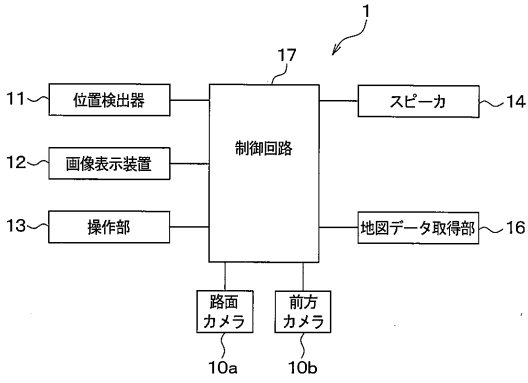 1
17
11
位置検出器
制御回路
スピーカ
14
12
画像表示装置
13
操作部
地図データ取得部
16
路面
カメラ
前方
カメラ
10a
10b